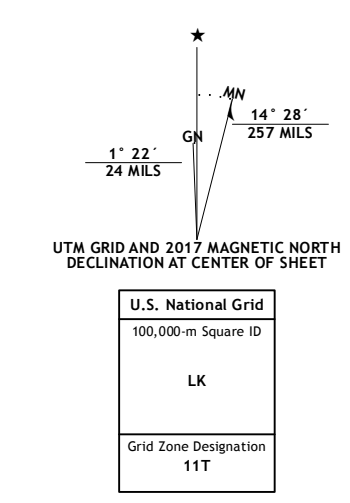 ★
MN
GN
14° 28´
257 MILS
1° 22´
24 MILS
UTM GRID AND 2017 MAGNETIC NORTH
DECLINATION AT CENTER OF SHEET
U.S. National Grid
100,000-m Square ID
LK
Grid Zone Designation
11T